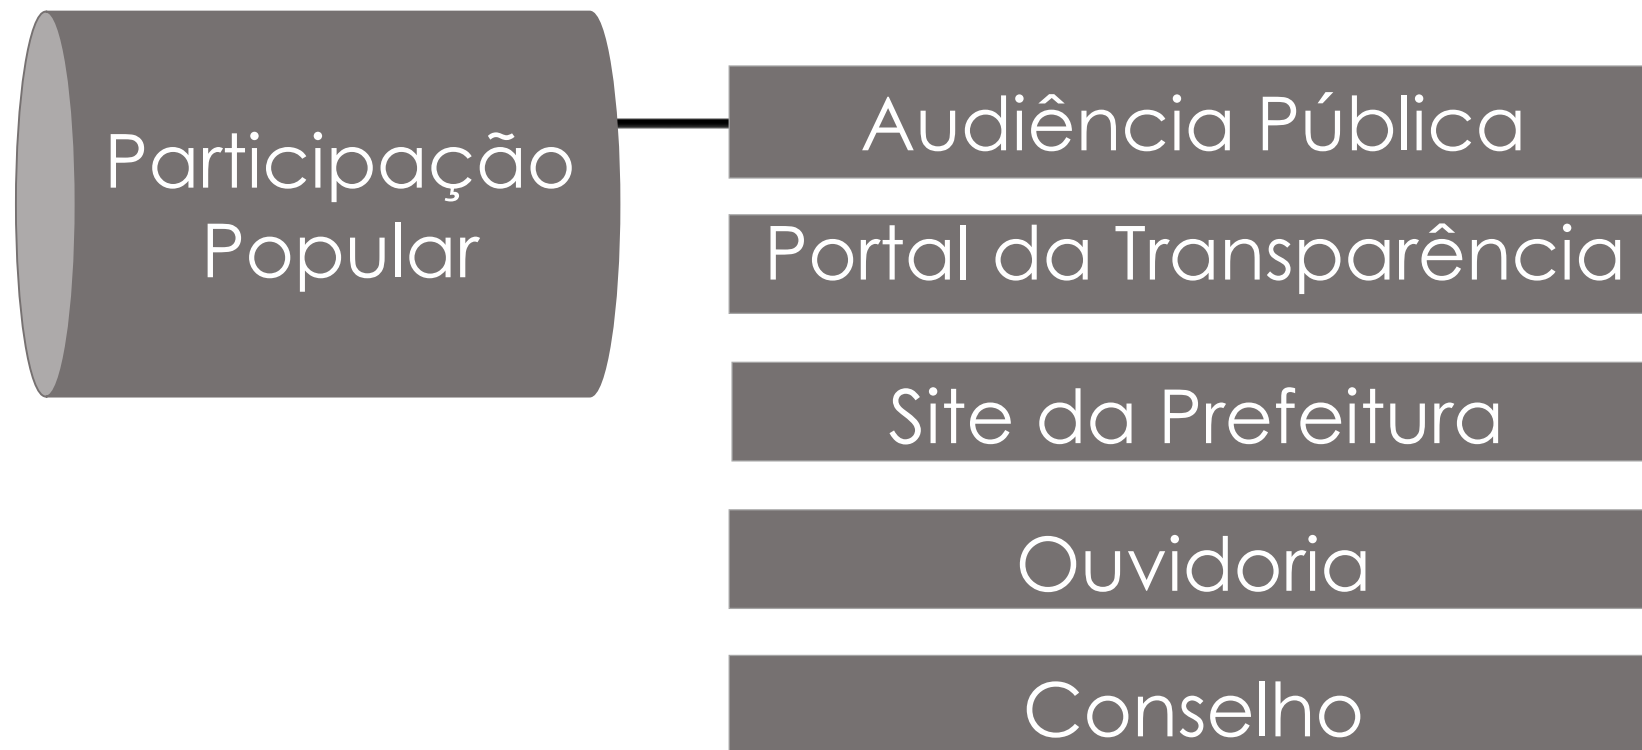 Participação
Popular
Audiência Pública
Portal da Transparência
Site da Prefeitura
Ouvidoria
Conselho